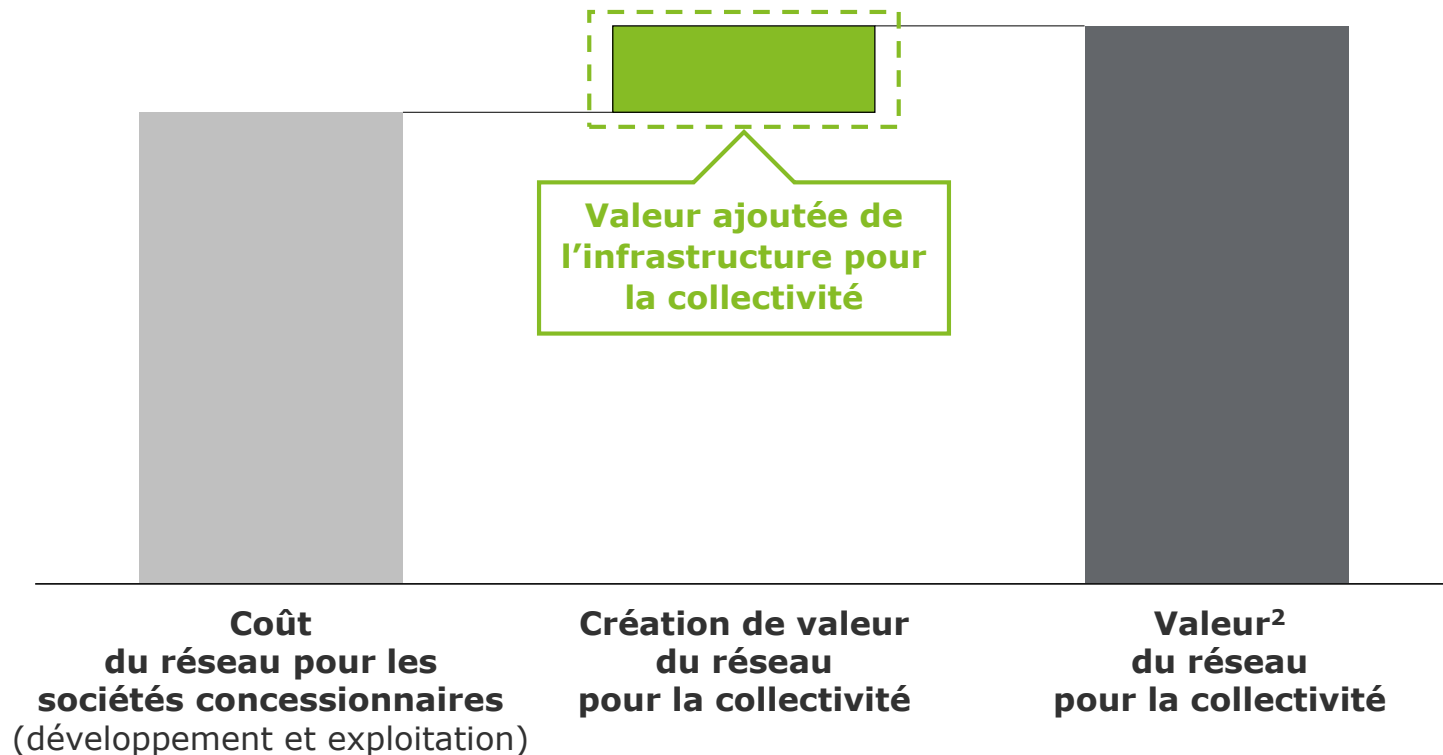 Valeur ajoutée de
l’infrastructure pour
la collectivité
Coût
du réseau pour les
sociétés concessionnaires
(développement et exploitation)
Création de valeur
du réseau
pour la collectivité
Valeur²
du réseau
pour la collectivité